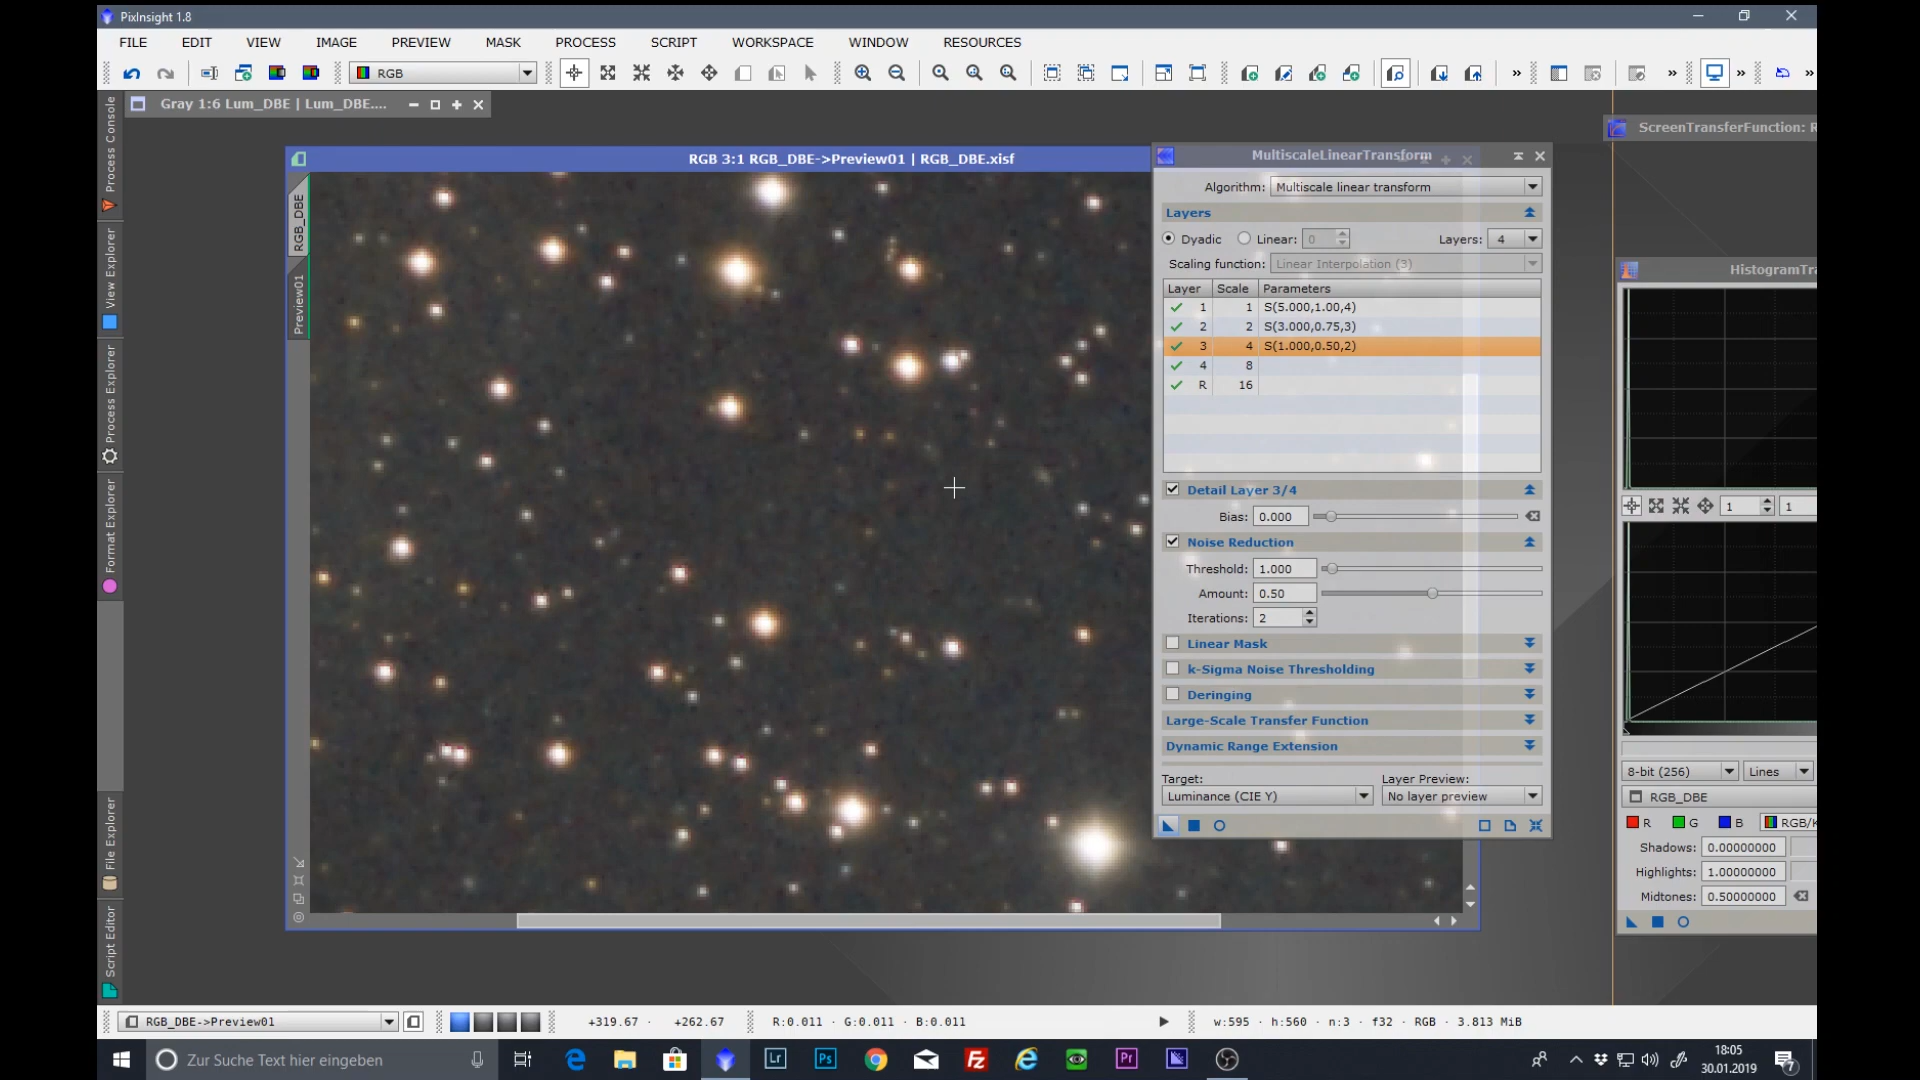 PixInsight 1.8
FILE EDIT VIEW IMAGE PREVIEW MASK PROCESS SCRIPT WORKSPACE WINDOW RESOURCES
RGB
Gray 1:6 Lum_DBE | Lum_DBE....
RGB 3:1 RGB_DBE->Preview01 | RGB_DBE.xisf
RGB_DBE
Preview01
Process Console
View Explorer
Process Explorer
Format Explorer
File Explorer
Script Editor
MultiscaleLinearTransform
Algorithm: Multiscale linear transform
Layers
Dyadic Linear: 0 Layers: 4
Scaling function: Linear Interpolation (3)
Layer Scale Parameters
1 1 S(5.000,1.00,4)
2 2 S(3.000,0.75,3)
3 4 S(1.000,0.50,2)
4 8
R 16
Detail Layer 3/4
Bias: 0.000
Noise Reduction
Threshold: 1.000
Amount: 0.50
Iterations: 2
Linear Mask
k-Sigma Noise Thresholding
Deringing
Large-Scale Transfer Function
Dynamic Range Extension
Target: Layer Preview:
Luminance (CIE Y) No layer preview
ScreenTransferFunction: R
HistogramTra
1 1
8-bit (256) Lines
RGB_DBE
R G B RGB/K
Shadows: 0.00000000
Highlights: 1.00000000
Midtones: 0.50000000
RGB_DBE->Preview01 +319.67 · +262.67 R:0.011 · G:0.011 · B:0.011 w:595 · h:560 · n:3 · f32 · RGB · 3.813 MiB
Zur Suche Text hier eingeben
Lr Ps Pr
18:05
30.01.2019
7